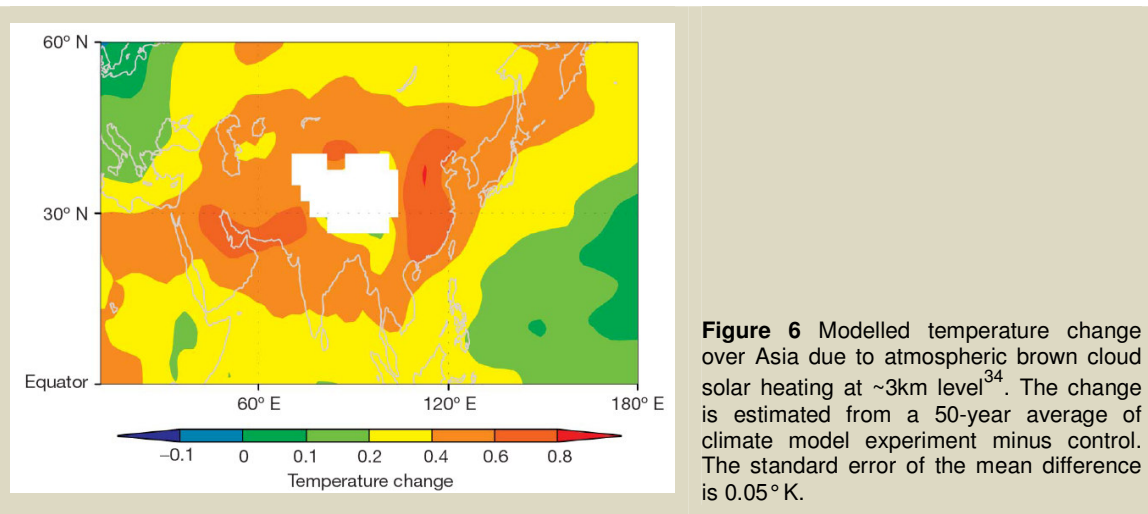 60° N
30° N
Equator
60° E
120° E
180° E
−0.1
0
0.1
0.2
0.4
0.6
0.8
Temperature change
Figure 6 Modelled temperature change
over Asia due to atmospheric brown cloud
solar heating at ~3km level34. The change
is estimated from a 50-year average of
climate model experiment minus control.
The standard error of the mean difference
is 0.05° K.